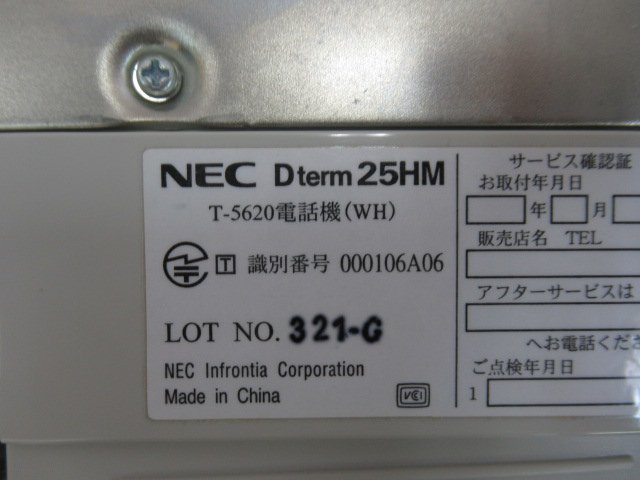 NEC Dterm 25HM
T-5620電話機(WH)
T 識別番号 000106A06
LOT NO. 321-G
NEC Infrontia Corporation
Made in China
VCI
サービス確認証
お取付年月日
年 月
販売店名 TEL
アフターサービスは
へお電話くださ
ご点検年月日
1